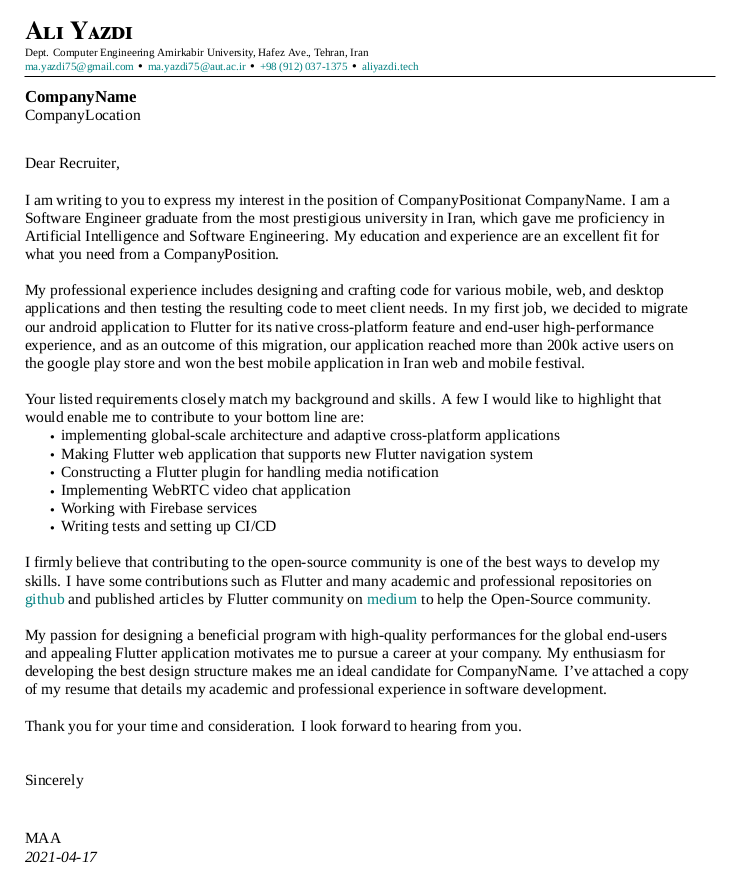 Ali Yazdi
Dept. Computer Engineering Amirkabir University, Hafez Ave., Tehran, Iran
ma.yazdi75@gmail.com • ma.yazdi75@aut.ac.ir • +98 (912) 037-1375 • aliyazdi.tech
CompanyName
CompanyLocation
Dear Recruiter,
I am writing to you to express my interest in the position of CompanyPositionat CompanyName. I am a
Software Engineer graduate from the most prestigious university in Iran, which gave me proficiency in
Artificial Intelligence and Software Engineering. My education and experience are an excellent fit for
what you need from a CompanyPosition.
My professional experience includes designing and crafting code for various mobile, web, and desktop
applications and then testing the resulting code to meet client needs. In my first job, we decided to migrate
our android application to Flutter for its native cross-platform feature and end-user high-performance
experience, and as an outcome of this migration, our application reached more than 200k active users on
the google play store and won the best mobile application in Iran web and mobile festival.
Your listed requirements closely match my background and skills. A few I would like to highlight that
would enable me to contribute to your bottom line are:
• implementing global-scale architecture and adaptive cross-platform applications
• Making Flutter web application that supports new Flutter navigation system
• Constructing a Flutter plugin for handling media notification
• Implementing WebRTC video chat application
• Working with Firebase services
• Writing tests and setting up CI/CD
I firmly believe that contributing to the open-source community is one of the best ways to develop my
skills. I have some contributions such as Flutter and many academic and professional repositories on
github and published articles by Flutter community on medium to help the Open-Source community.
My passion for designing a beneficial program with high-quality performances for the global end-users
and appealing Flutter application motivates me to pursue a career at your company. My enthusiasm for
developing the best design structure makes me an ideal candidate for CompanyName. I've attached a copy
of my resume that details my academic and professional experience in software development.
Thank you for your time and consideration. I look forward to hearing from you.
Sincerely
MAA
2021-04-17